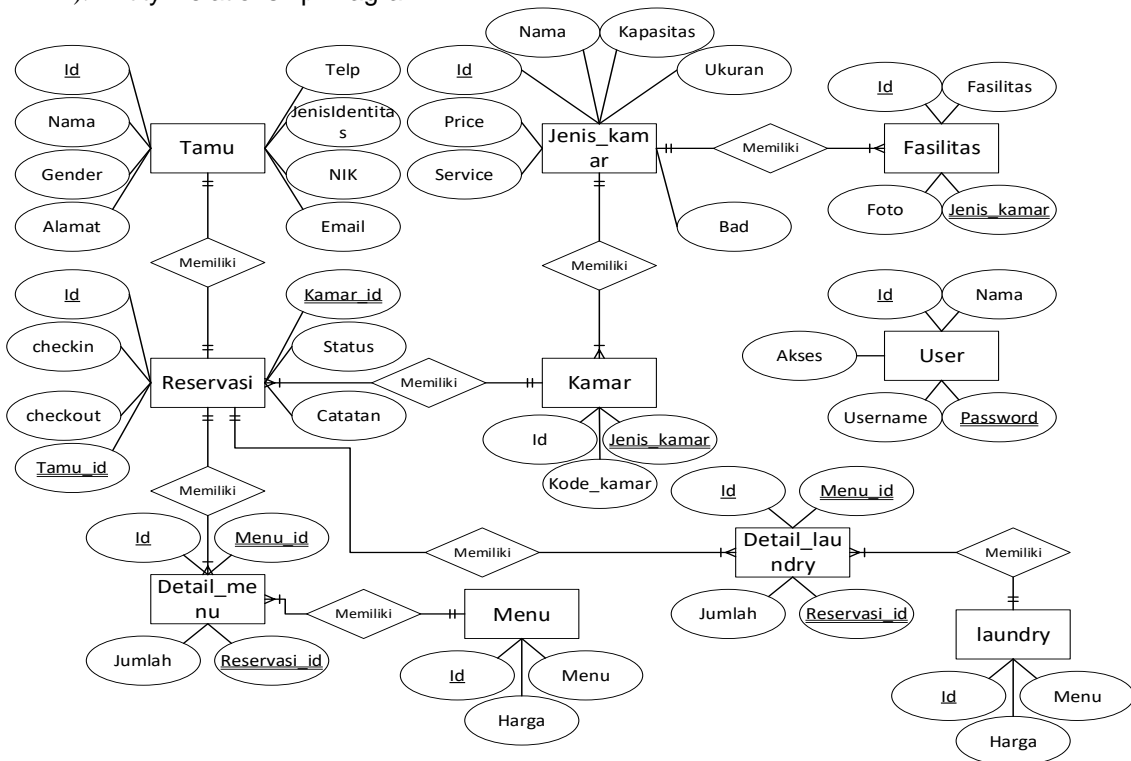 Nama
Kapasitas
Id
Telp
Id
Ukuran
Id
Fasilitas
JenisIdentita
s
Nama
Tamu
Price
Jenis_kam
ar
Memiliki
Fasilitas
Gender
NIK
Service
Alamat
Email
Bad
Foto
Jenis_kamar
Memiliki
Memiliki
Id
Kamar_id
Id
Nama
checkin
Status
Akses
User
Reservasi
Memiliki
Kamar
checkout
Catatan
Username
Password
Id
Jenis_kamar
Tamu_id
Kode_kamar
Memiliki
Id
Menu_id
Id
Menu_id
Memiliki
Detail_lau
ndry
Memiliki
Detail_me
nu
Memiliki
Menu
Jumlah
Reservasi_id
laundry
Jumlah
Reservasi_id
Id
Menu
Id
Menu
Harga
Harga